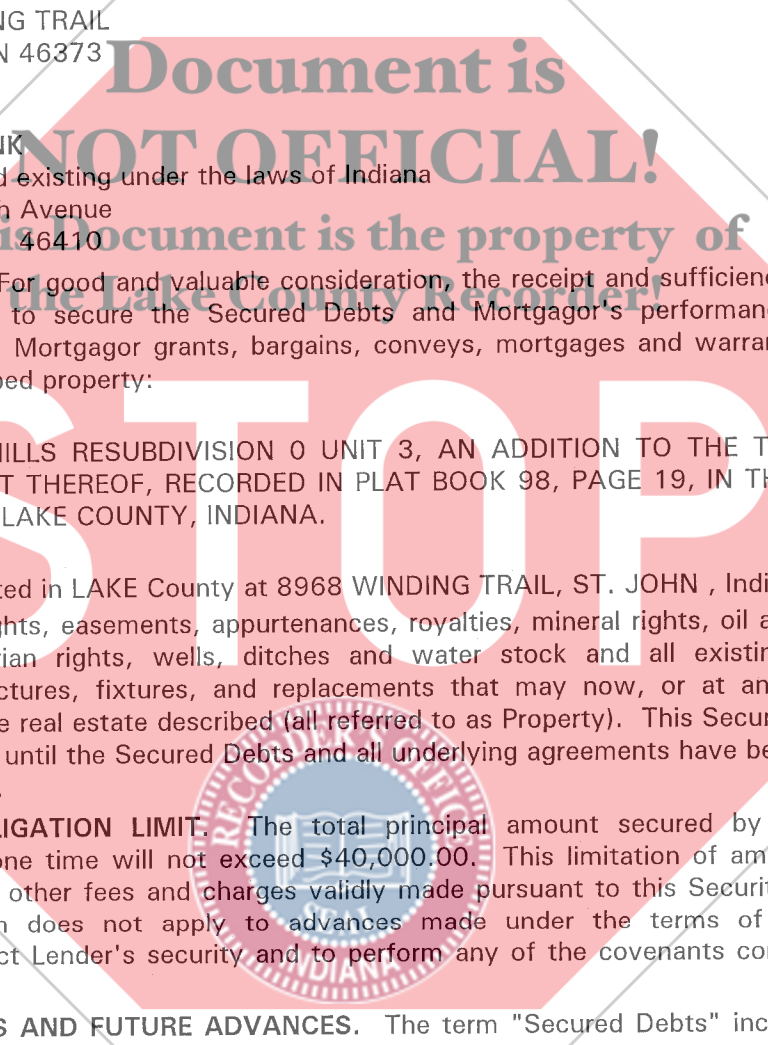 NG TRAIL
N 46373
Document is
NK
NOT OFFICIAL!
d existing under the laws of Indiana
h Avenue
is Document is the property of
46410
For good and valuable consideration, the receipt and sufficienc
the Lake County Recorder!
to secure the Secured Debts and Mortgagor's performanc
Mortgagor grants, bargains, conveys, mortgages and warran
bed property:
STOP
HILLS RESUBDIVISION 0 UNIT 3, AN ADDITION TO THE T
T THEREOF, RECORDED IN PLAT BOOK 98, PAGE 19, IN TH
LAKE COUNTY, INDIANA.
ted in LAKE County at 8968 WINDING TRAIL, ST. JOHN , Indi
ghts, easements, appurtenances, royalties, mineral rights, oil a
rian rights, wells, ditches and water stock and all existin
ctures, fixtures, and replacements that may now, or at an
e real estate described (all referred to as Property). This Secur
until the Secured Debts and all underlying agreements have be
RECORDER'S OFFICE
LIGATION LIMIT. The total principal amount secured by
one time will not exceed $40,000.00. This limitation of am
other fees and charges validly made pursuant to this Securit
n does not apply to advances made under the terms of
ct Lender's security and to perform any of the covenants co
INDIANA
S AND FUTURE ADVANCES. The term "Secured Debts" inc